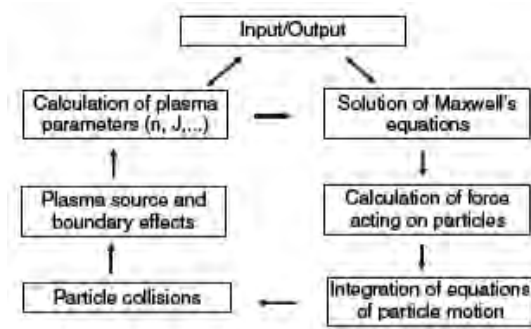 Input/Output
Calculation of plasma
parameters (n, J,...)
Solution of Maxwell's
equations
Plasma source and
boundary effects
Calculation of force
acting on particles
Particle collisions
Integration of equations
of particle motion